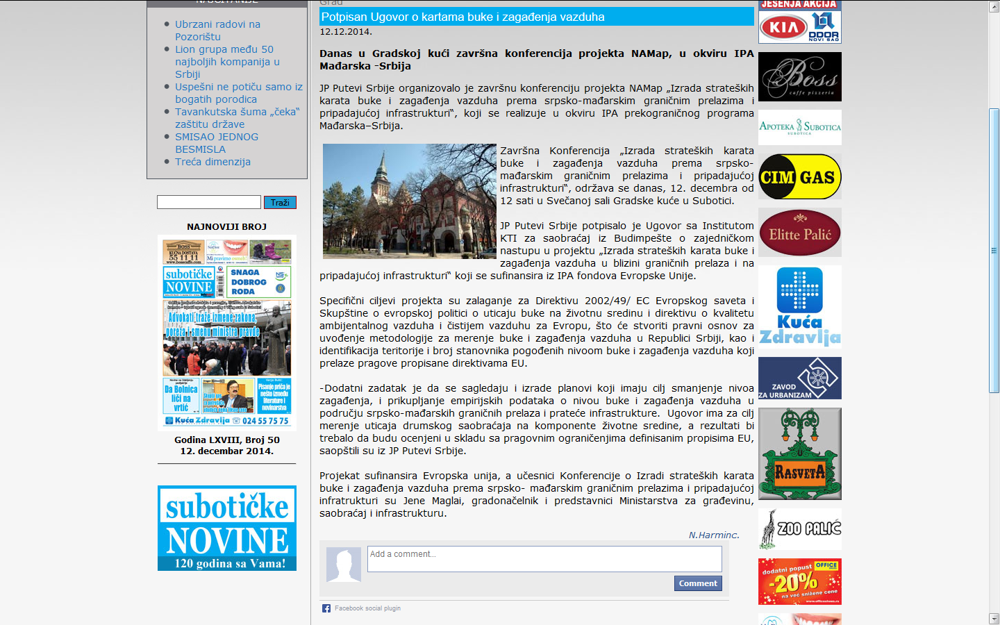 NAJČITANIJE
Ubrzani radovi na
Pozorištu
Lion grupa među 50
najboljih kompanija u
Srbiji
Uspešni ne potiču samo iz
bogatih porodica
Tavankutska šuma „čeka“
zaštitu države
SMISAO JEDNOG
BESMISLA
Treća dimenzija
Traži
NAJNOVIJI BROJ
BOSS
KUĆNA DOSTAVA
55 11 11
Mi pravimo osmeh!
subotičke
NOVINE
SNAGA
DOBROG
RODA
Advokati traže izmene zakona,
poreza i smenu ministra pravde
Da Bolnica
liči na
vrtić
Pisanje priča je
nešto između
literature i
novinarstva
Kuća Zdravlja 024 55 75 75
Godina LXVIII, Broj 50
12. decembar 2014.
subotičke
NOVINE
120 godina sa Vama!
Grad
Potpisan Ugovor o kartama buke i zagađenja vazduha
12.12.2014.
Danas u Gradskoj kući završna konferencija projekta NAMap, u okviru IPA
Mađarska -Srbija
JP Putevi Srbije organizovalo je završnu konferenciju projekta NAMap „Izrada strateških
karata buke i zagađenja vazduha prema srpsko-mađarskim graničnim prelazima i
pripadajućoj infrastrukturi“, koji se realizuje u okviru IPA prekograničnog programa
Mađarska–Srbija.
Završna Konferencija „Izrada strateških karata
buke i zagađenja vazduha prema srpsko-
mađarskim graničnim prelazima i pripadajućoj
infrastrukturi“, održava se danas, 12. decembra od
12 sati u Svečanoj sali Gradske kuće u Subotici.
JP Putevi Srbije potpisalo je Ugovor sa Institutom
KTI za saobraćaj iz Budimpešte o zajedničkom
nastupu u projektu „Izrada strateških karata buke i
zagađenja vazduha u blizini graničnih prelaza i na
pripadajućoj infrastrukturi“ koji se sufinansira iz IPA fondova Evropske Unije.
Specifični ciljevi projekta su zalaganje za Direktivu 2002/49/ EC Evropskog saveta i
Skupštine o evropskoj politici o uticaju buke na životnu sredinu i direktivu o kvalitetu
ambijentalnog vazduha i čistijem vazduhu za Evropu, što će stvoriti pravni osnov za
uvođenje metodologije za merenje buke i zagađenja vazduha u Republici Srbiji, kao i
identifikacija teritorije i broj stanovnika pogođenih nivoom buke i zagađenja vazduha koji
prelaze pragove propisane direktivama EU.
-Dodatni zadatak je da se sagledaju i izrade planovi koji imaju cilj smanjenje nivoa
zagađenja, i prikupljanje empirijskih podataka o nivou buke i zagađenja vazduha u
području srpsko-mađarskih graničnih prelaza i prateće infrastrukture. Ugovor ima za cilj
merenje uticaja drumskog saobraćaja na komponente životne sredine, a rezultati bi
trebalo da budu ocenjeni u skladu sa pragovnim ograničenjima definisanim propisima EU,
saopštili su iz JP Putevi Srbije.
Projekat sufinansira Evropska unija, a učesnici Konferencije o Izradi strateških karata
buke i zagađenja vazduha prema srpsko- mađarskim graničnim prelazima i pripadajućoj
infratrukturi su Jene Maglai, gradonačelnik i predstavnici Ministarstva za građevinu,
saobraćaj i infrastrukturu.
N.Harminc.
Add a comment...
Comment
Facebook social plugin
JESENJA AKCIJA
KIA
DDOR
NOVI SAD
Boss
caffe pizzeria
APOTEKA SUBOTICA
SUBOTICA
CIM GAS
Elitte Palić
Kuća
Zdravlja
ZAVOD
ZA URBANIZAM
RASVETA
ZOO PALIĆ
dodatni popust
OFFICE
-20%
na već snižene cene